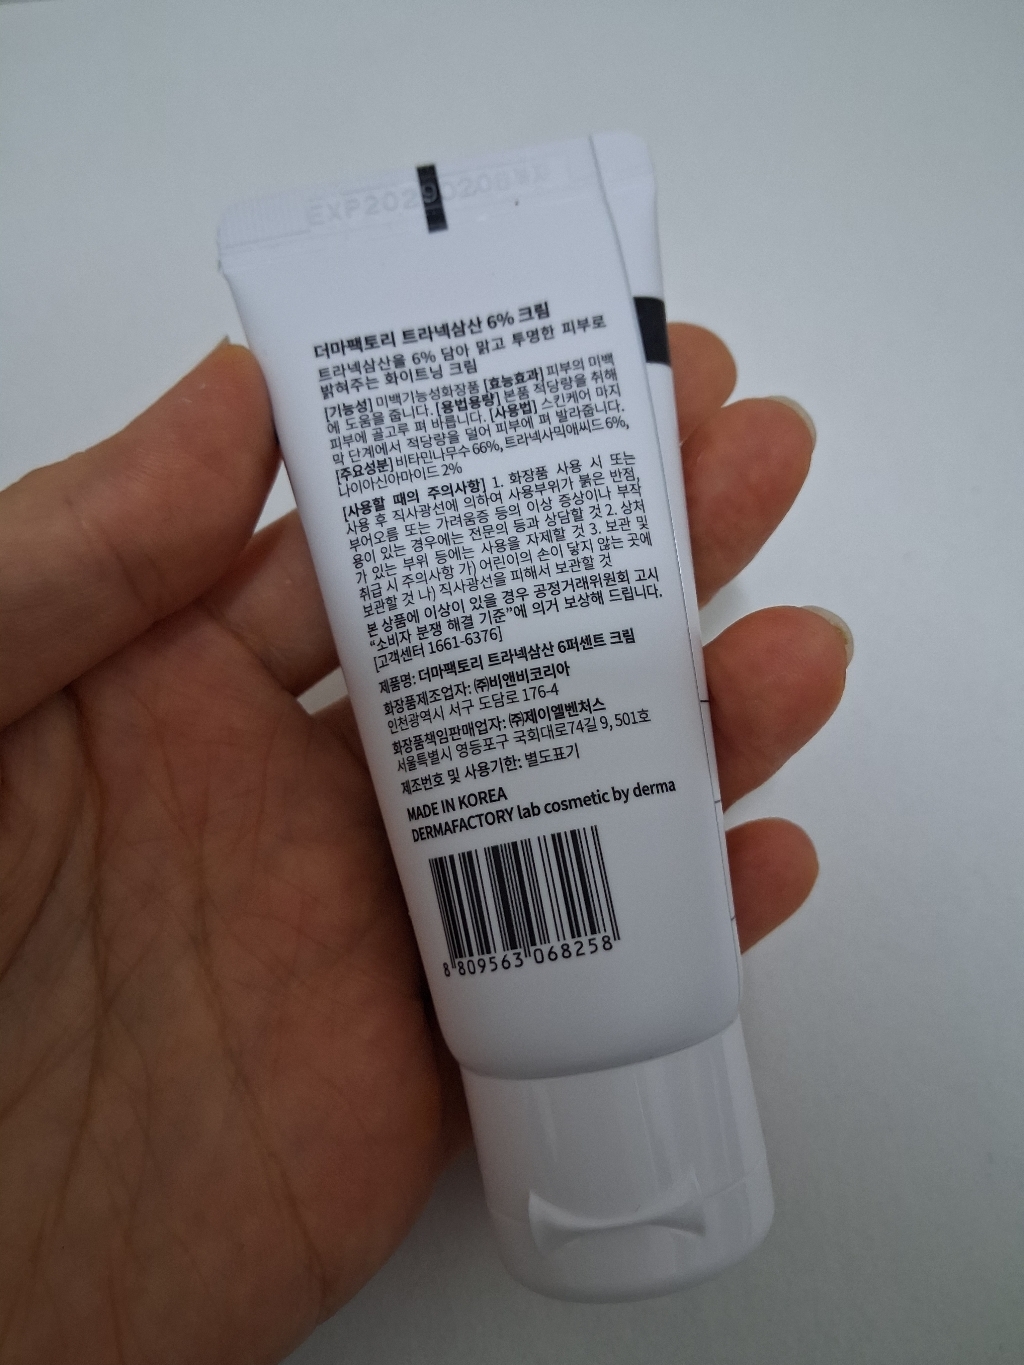 EXP20290208
더마팩토리 트라넥삼산 6% 크림
트라넥삼산을 6% 담아 맑고 투명한 피부로
밝혀주는 화이트닝 크림
[기능성] 미백기능성화장품 [효능효과] 피부의 미백
에 도움을 줍니다. [용법용량] 본품 적당량을 취해
피부에 골고루 펴 바릅니다. [사용법] 스킨케어 마지
막 단계에서 적당량을 덜어 피부에 펴 발라줍니다.
[주요성분] 비타민나무수 66%, 트라넥사믹애씨드 6%,
나이아신아마이드 2%
[사용할 때의 주의사항] 1. 화장품 사용 시 또는
사용 후 직사광선에 의하여 사용부위가 붉은 반점,
부어오름 또는 가려움증 등의 이상 증상이나 부작
용이 있는 경우에는 전문의 등과 상담할 것 2. 상처
가 있는 부위 등에는 사용을 자제할 것 3. 보관 및
취급 시 주의사항 가) 어린이의 손이 닿지 않는 곳에
보관할 것 나) 직사광선을 피해서 보관할 것
본 상품에 이상이 있을 경우 공정거래위원회 고시
“소비자 분쟁 해결 기준”에 의거 보상해 드립니다.
[고객센터 1661-6376]
제품명: 더마팩토리 트라넥삼산 6퍼센트 크림
화장품제조업자: ㈜비앤비코리아
인천광역시 서구 도담로 176-4
화장품책임판매업자: ㈜제이엘벤처스
서울특별시 영등포구 국회대로74길 9, 501호
제조번호 및 사용기한: 별도표기
MADE IN KOREA
DERMAFACTORY lab cosmetic by derma
8 809563 068258